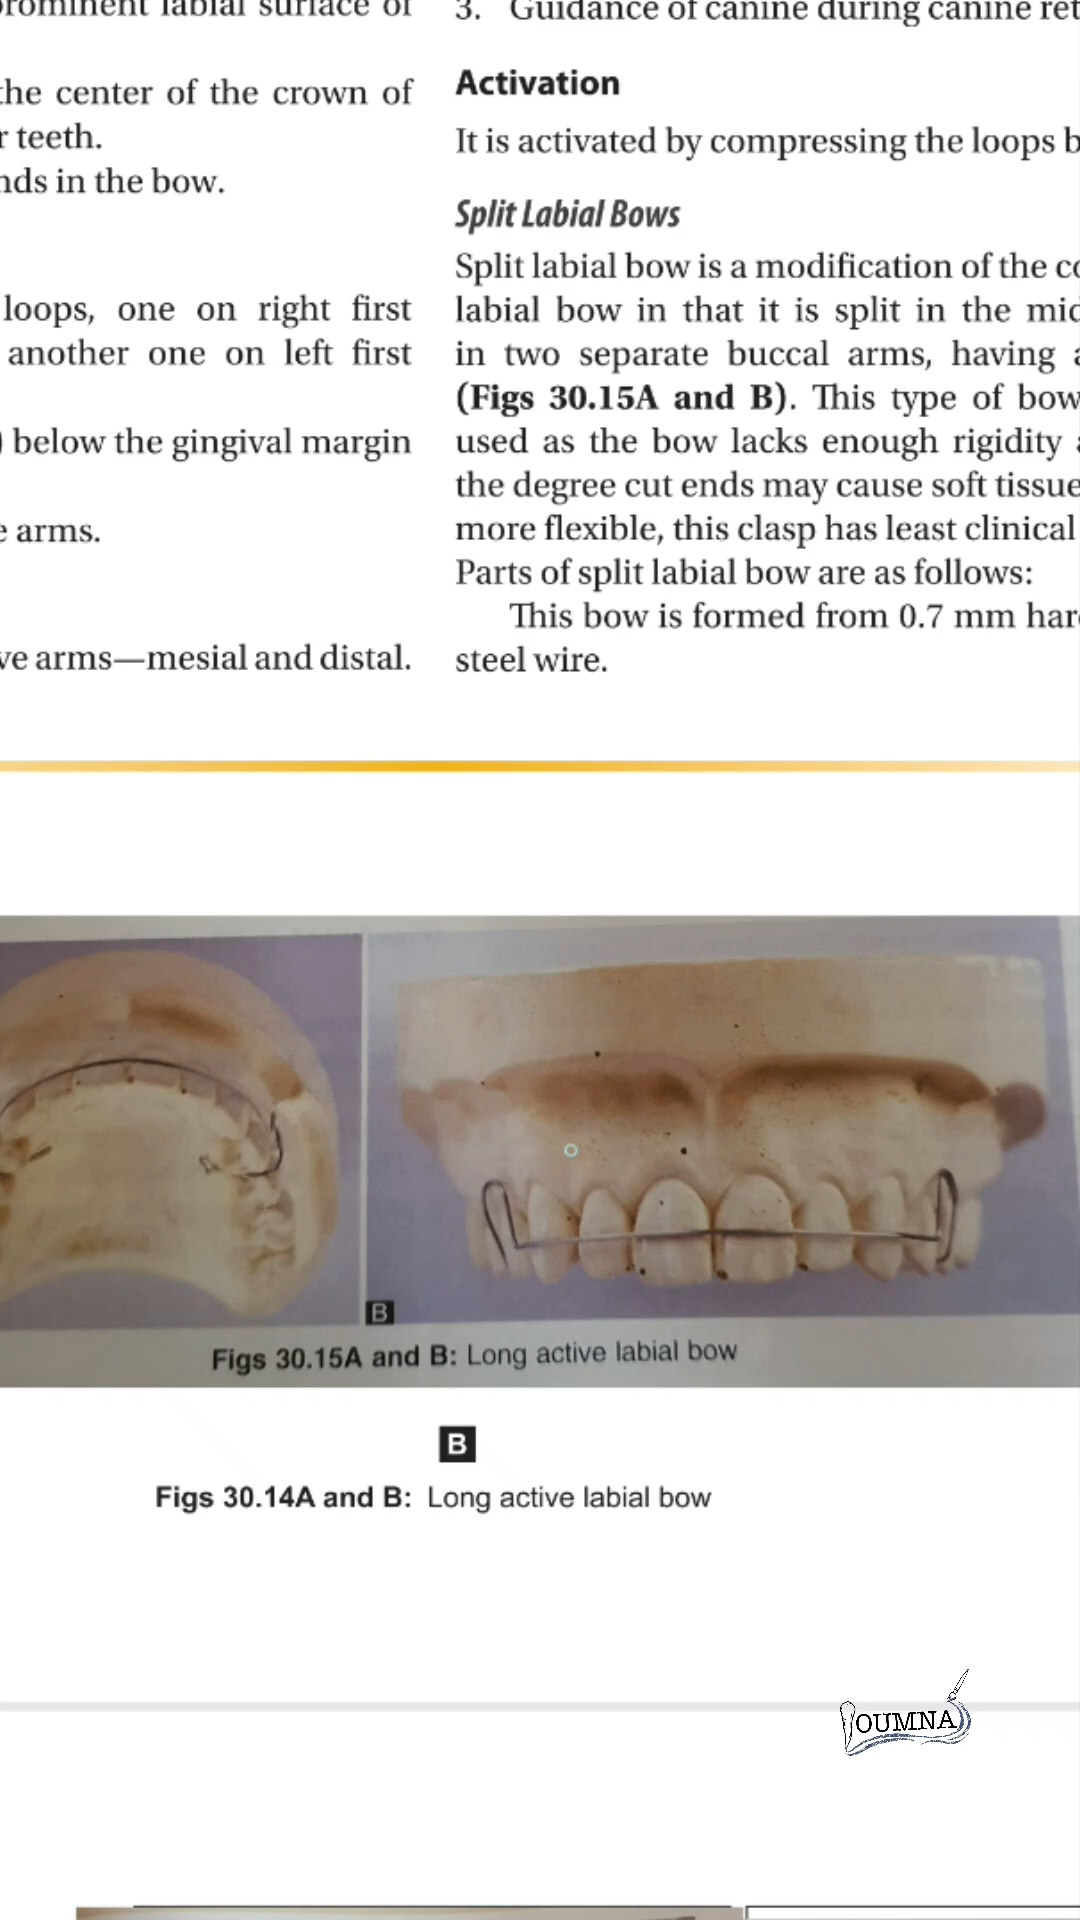 prominent labial surface of
the center of the crown of
r teeth.
nds in the bow.
loops, one on right first
another one on left first
) below the gingival margin
e arms.
ve arms—mesial and distal.
3. Guidance of canine during canine ret
Activation
It is activated by compressing the loops b
Split Labial Bows
Split labial bow is a modification of the co
labial bow in that it is split in the mid
in two separate buccal arms, having a
(Figs 30.15A and B). This type of bow
used as the bow lacks enough rigidity a
the degree cut ends may cause soft tissue
more flexible, this clasp has least clinical
Parts of split labial bow are as follows:
This bow is formed from 0.7 mm har
steel wire.
B
Figs 30.15A and B: Long active labial bow
B
Figs 30.14A and B: Long active labial bow
OUMNA